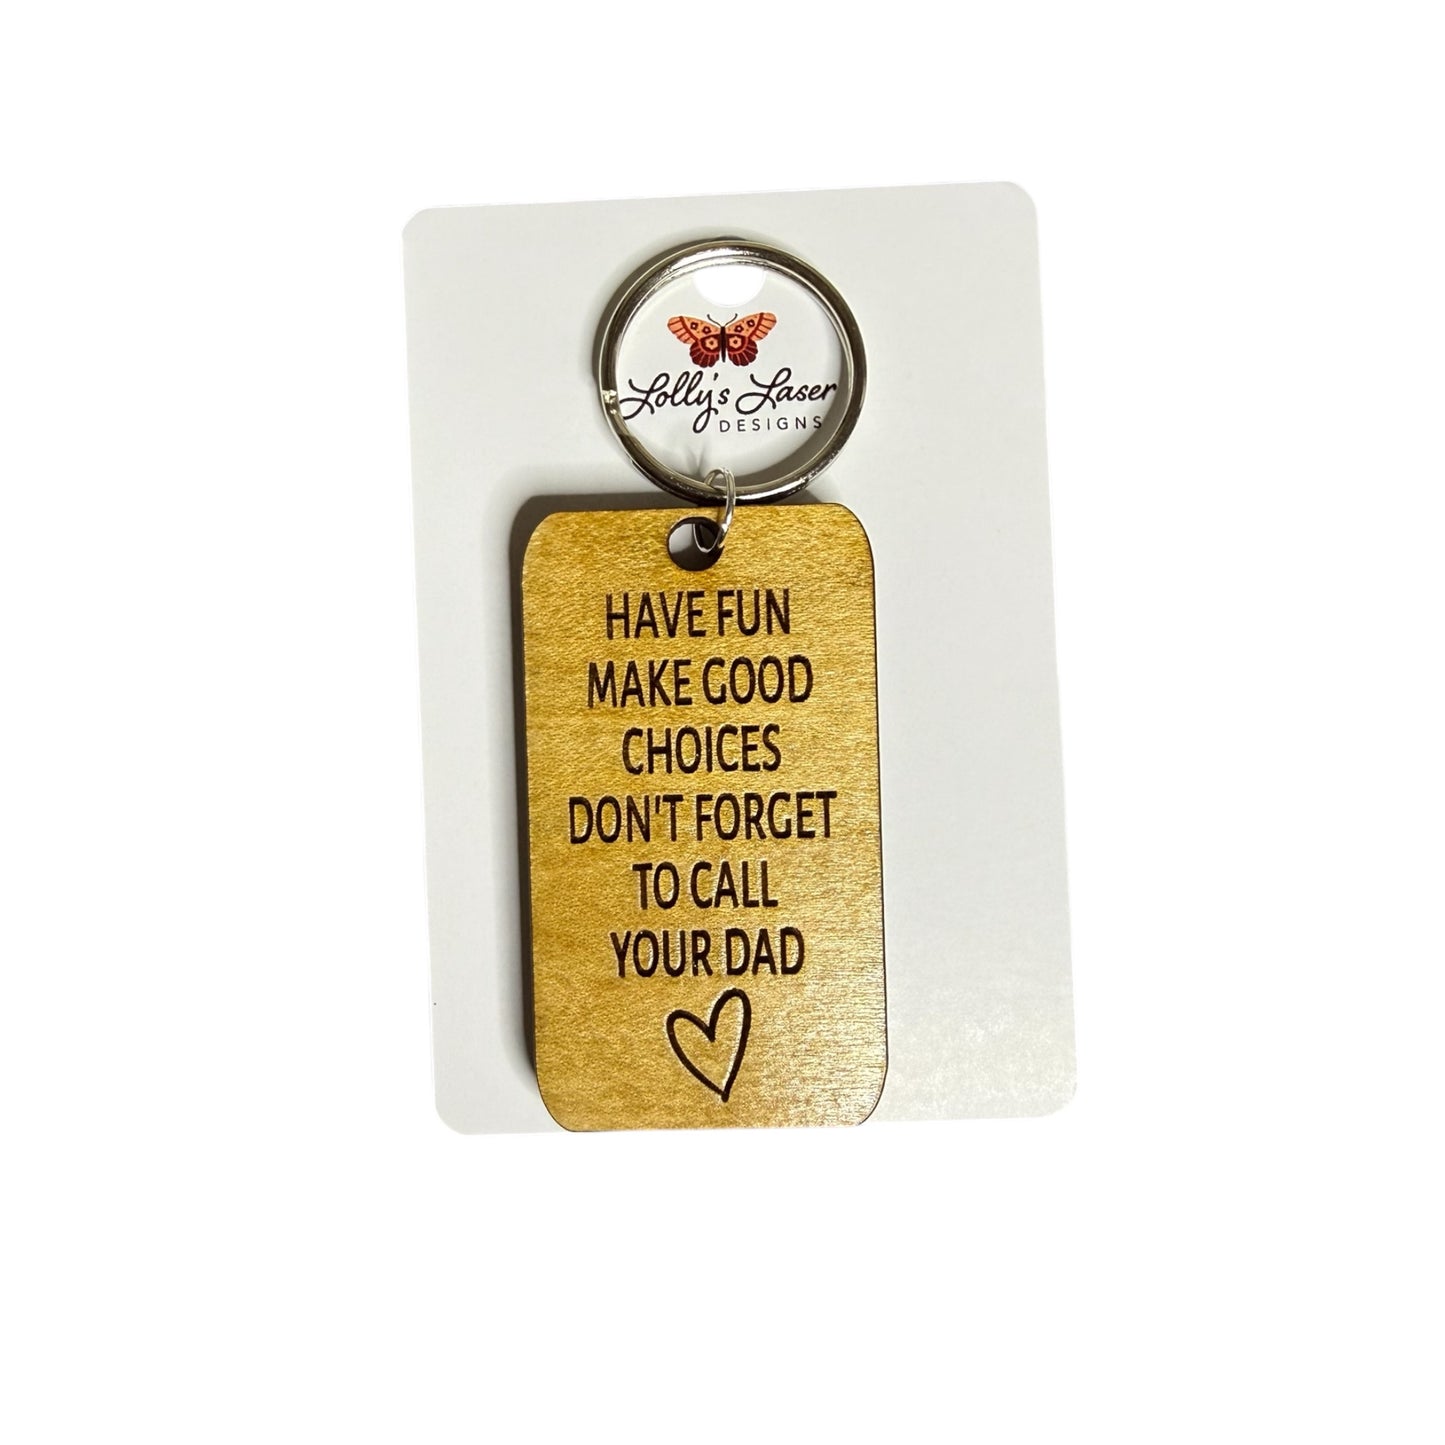 Lolly's Laser
DESIGNS
HAVE FUN
MAKE GOOD
CHOICES
DON'T FORGET
TO CALL
YOUR DAD